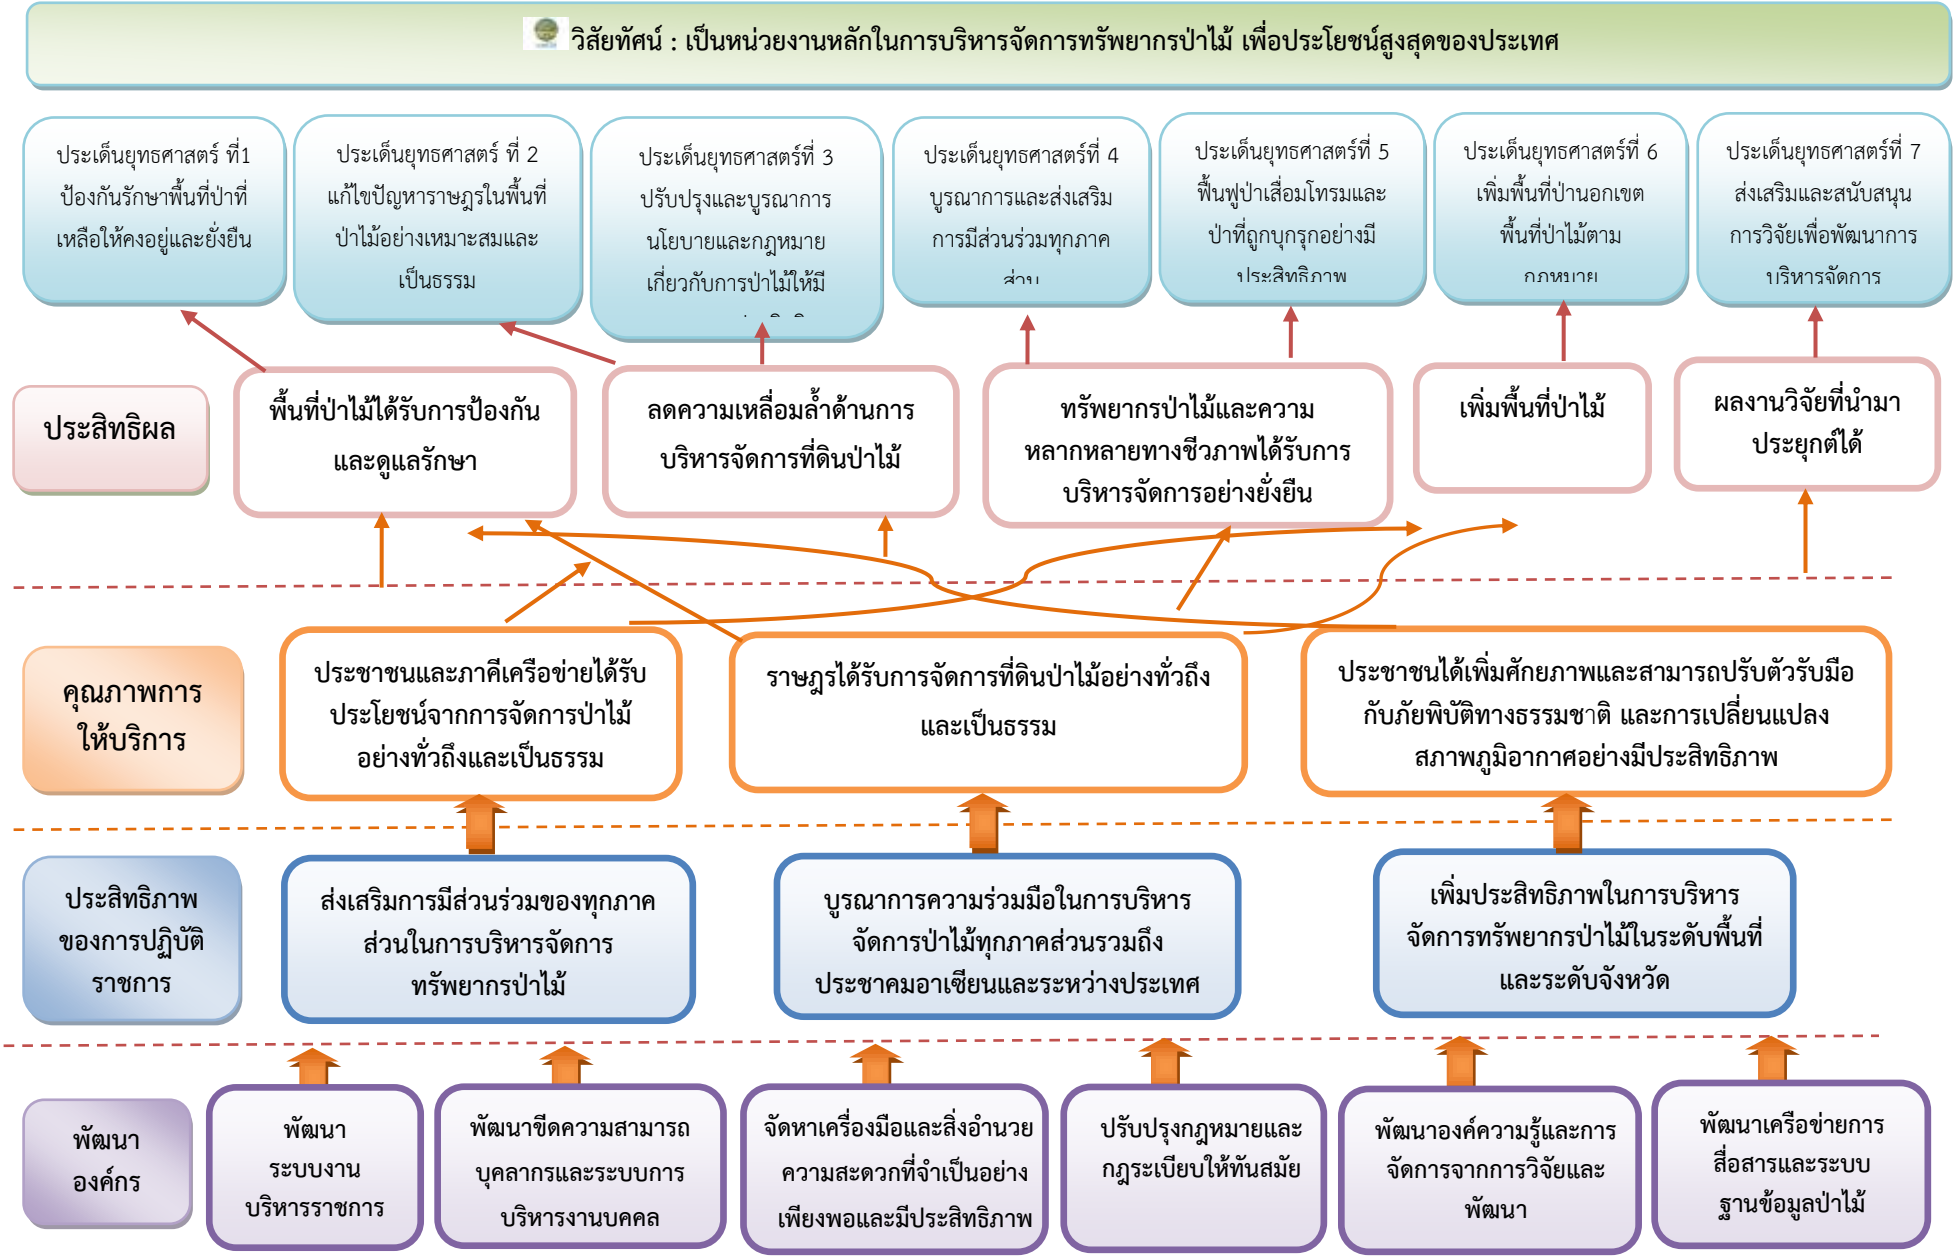 วิสัยทัศน์ : เป็นหน่วยงานหลักในการบริหารจัดการทรัพยากรป่าไม้ เพื่อประโยชน์สูงสุดของประเทศ
ประเด็นยุทธศาสตร์ ที่1
ป้องกันรักษาพื้นที่ป่าที่
เหลือให้คงอยู่และยั่งยืน
ประเด็นยุทธศาสตร์ ที่ 2
แก้ไขปัญหาราษฎรในพื้นที่
ป่าไม้อย่างเหมาะสมและ
เป็นธรรม
ประเด็นยุทธศาสตร์ที่ 3
ปรับปรุงและบูรณาการ
นโยบายและกฎหมาย
เกี่ยวกับการป่าไม้ให้มี
ประเด็นยุทธศาสตร์ที่ 4
บูรณาการและส่งเสริม
การมีส่วนร่วมทุกภาค
ส่วน
ประเด็นยุทธศาสตร์ที่ 5
ฟื้นฟูป่าเสื่อมโทรมและ
ป่าที่ถูกบุกรุกอย่างมี
ประสิทธิภาพ
ประเด็นยุทธศาสตร์ที่ 6
เพิ่มพื้นที่ป่านอกเขต
พื้นที่ป่าไม้ตาม
กฎหมาย
ประเด็นยุทธศาสตร์ที่ 7
ส่งเสริมและสนับสนุน
การวิจัยเพื่อพัฒนาการ
บริหารจัดการ
ประสิทธิผล
พื้นที่ป่าไม้ได้รับการป้องกัน
และดูแลรักษา
ลดความเหลื่อมล้ำด้านการ
บริหารจัดการที่ดินป่าไม้
ทรัพยากรป่าไม้และความ
หลากหลายทางชีวภาพได้รับการ
บริหารจัดการอย่างยั่งยืน
เพิ่มพื้นที่ป่าไม้
ผลงานวิจัยที่นำมา
ประยุกต์ได้
คุณภาพการ
ให้บริการ
ประชาชนและภาคีเครือข่ายได้รับ
ประโยชน์จากการจัดการป่าไม้
อย่างทั่วถึงและเป็นธรรม
ราษฎรได้รับการจัดการที่ดินป่าไม้อย่างทั่วถึง
และเป็นธรรม
ประชาชนได้เพิ่มศักยภาพและสามารถปรับตัวรับมือ
กับภัยพิบัติทางธรรมชาติ และการเปลี่ยนแปลง
สภาพภูมิอากาศอย่างมีประสิทธิภาพ
ประสิทธิภาพ
ของการปฏิบัติ
ราชการ
ส่งเสริมการมีส่วนร่วมของทุกภาค
ส่วนในการบริหารจัดการ
ทรัพยากรป่าไม้
บูรณาการความร่วมมือในการบริหาร
จัดการป่าไม้ทุกภาคส่วนรวมถึง
ประชาคมอาเซียนและระหว่างประเทศ
เพิ่มประสิทธิภาพในการบริหาร
จัดการทรัพยากรป่าไม้ในระดับพื้นที่
และระดับจังหวัด
พัฒนา
องค์กร
พัฒนา
ระบบงาน
บริหารราชการ
พัฒนาขีดความสามารถ
บุคลากรและระบบการ
บริหารงานบุคคล
จัดหาเครื่องมือและสิ่งอำนวย
ความสะดวกที่จำเป็นอย่าง
เพียงพอและมีประสิทธิภาพ
ปรับปรุงกฎหมายและ
กฎระเบียบให้ทันสมัย
พัฒนาองค์ความรู้และการ
จัดการจากการวิจัยและ
พัฒนา
พัฒนาเครือข่ายการ
สื่อสารและระบบ
ฐานข้อมูลป่าไม้